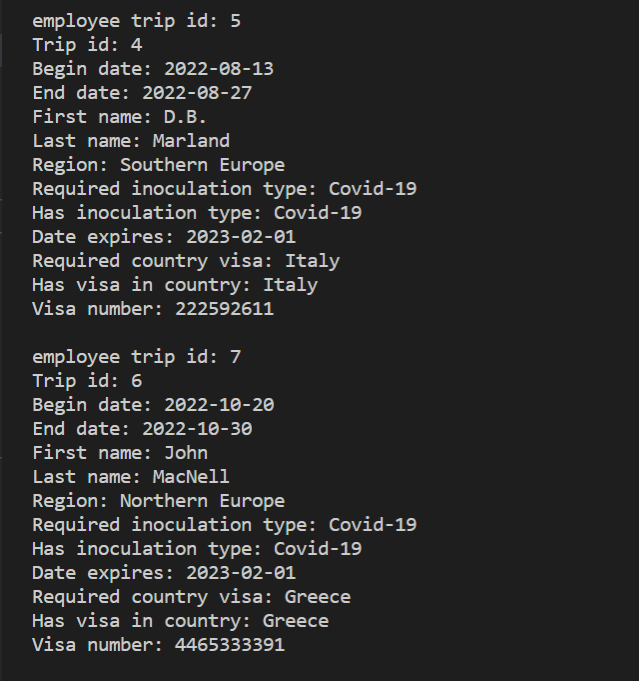 employee trip id: 5
Trip id: 4
Begin date: 2022-08-13
End date: 2022-08-27
First name: D.B.
Last name: Marland
Region: Southern Europe
Required inoculation type: Covid-19
Has inoculation type: Covid-19
Date expires: 2023-02-01
Required country visa: Italy
Has visa in country: Italy
Visa number: 222592611
employee trip id: 7
Trip id: 6
Begin date: 2022-10-20
End date: 2022-10-30
First name: John
Last name: MacNell
Region: Northern Europe
Required inoculation type: Covid-19
Has inoculation type: Covid-19
Date expires: 2023-02-01
Required country visa: Greece
Has visa in country: Greece
Visa number: 4465333391